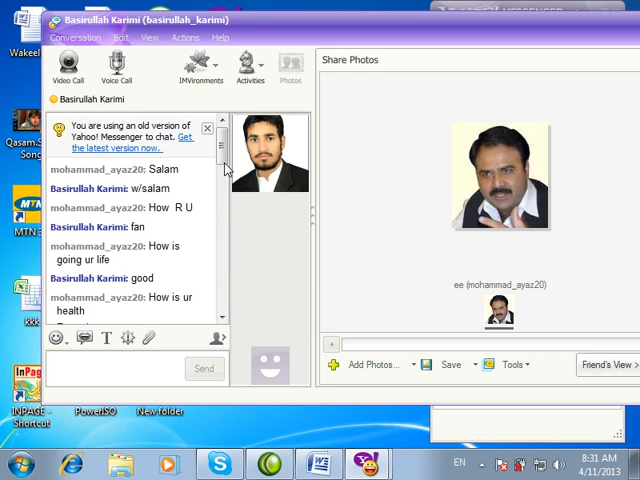 Basirullah Karimi (basirullah_karimi)
Conversation Edit View Actions Help
Video Call Voice Call IMVironments Activities Photos
Basirullah Karimi
You are using an old version of
Yahoo! Messenger to chat. Get
the latest version now.
mohammad_ayaz20: Salam
Basirullah Karimi: w/salam
mohammad_ayaz20: How R U
Basirullah Karimi: fan
mohammad_ayaz20: How is
going ur life
Basirullah Karimi: good
mohammad_ayaz20: How is ur
health
Send
Share Photos
ee (mohammad_ayaz20)
Add Photos... Save Tools
Friend's View >
Wakeel
Qasam.S
Song
MTN
MTN
kkk
InPage
INPAGE -
Shortcut
PowerISO
New folder
EN
8:31 AM
4/11/2013